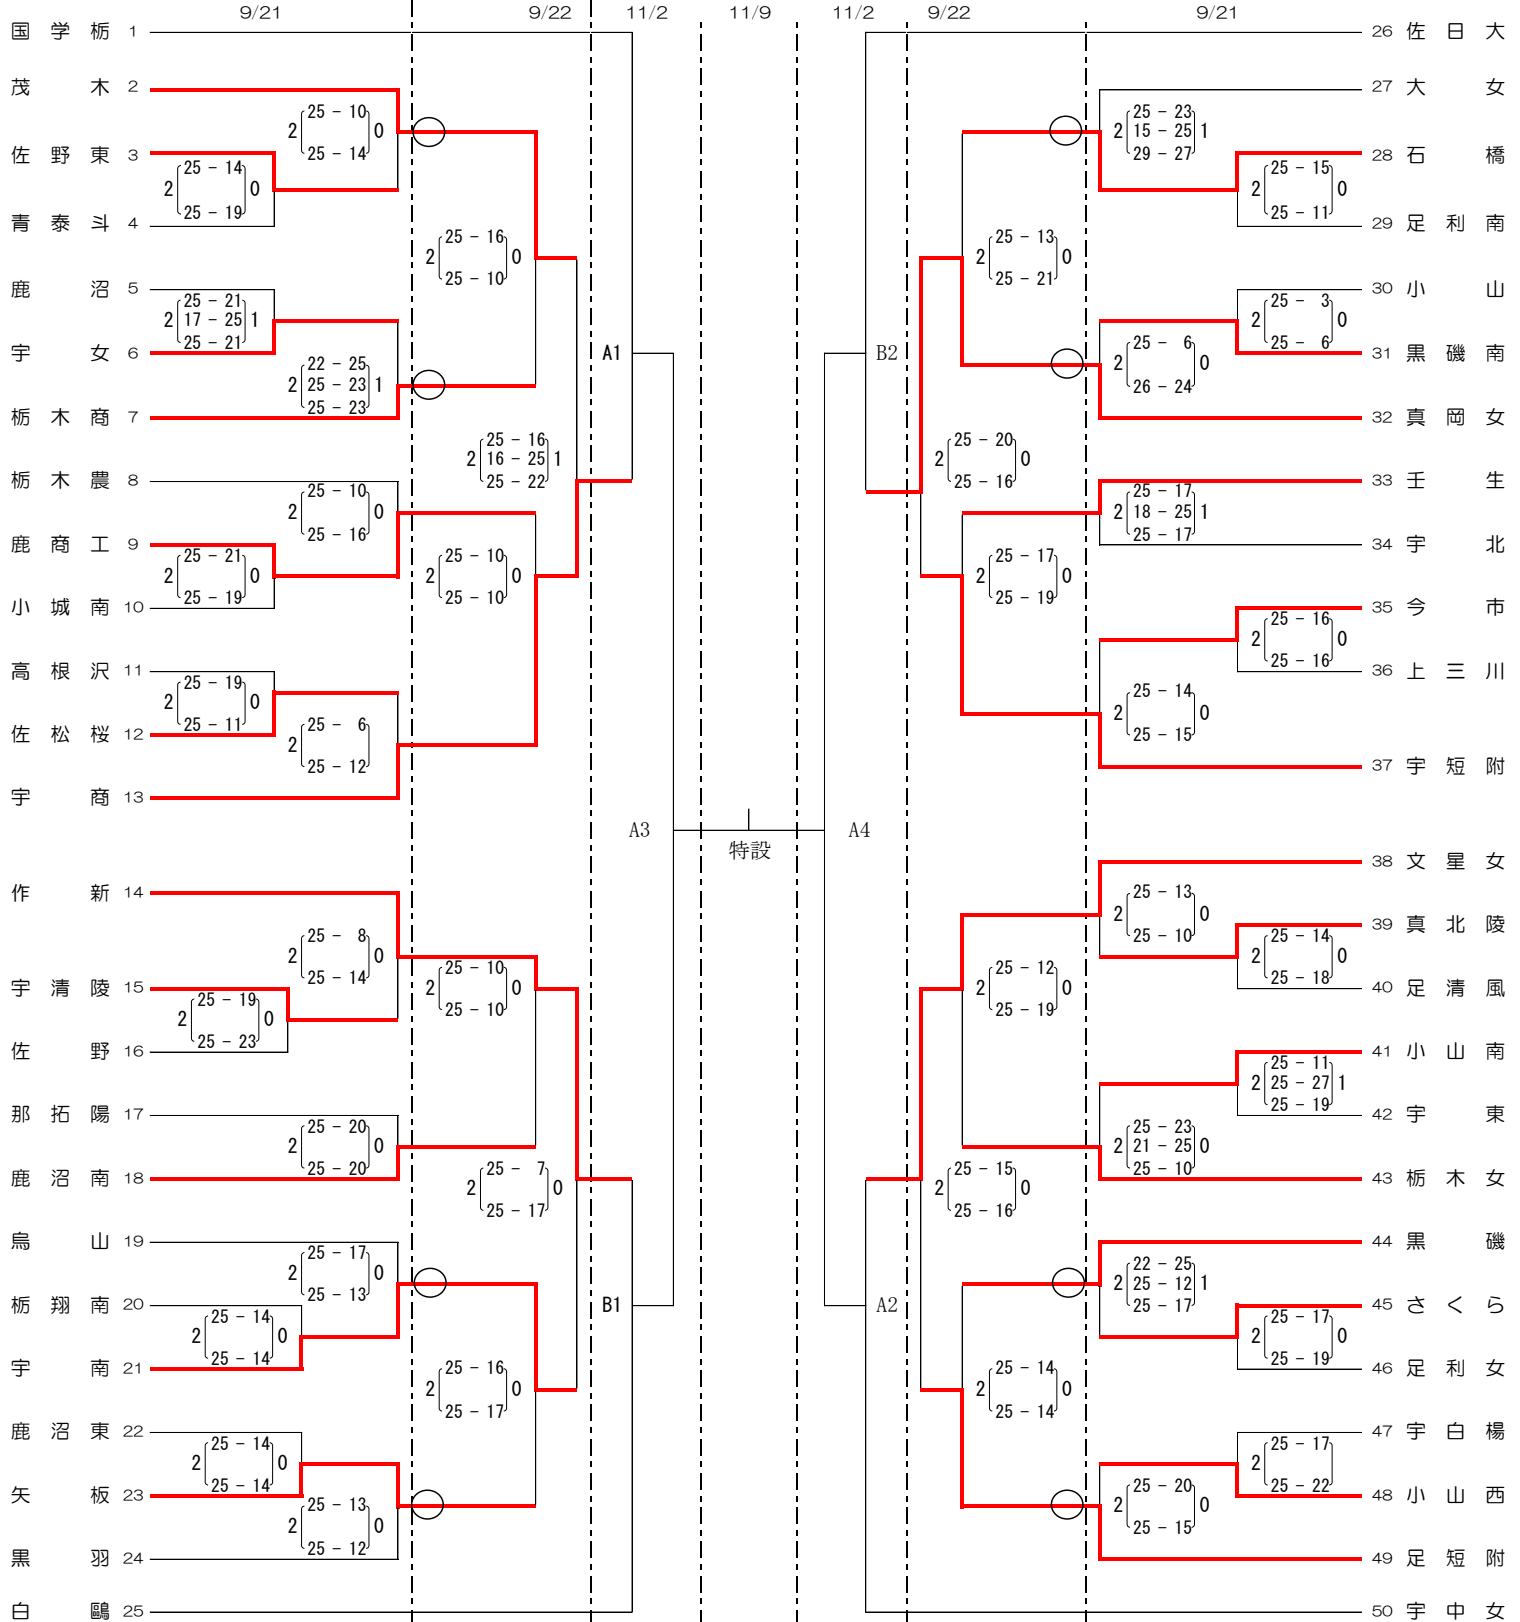 9/21 9/22 11/2 11/9 11/2 9/22 9/21
国学栃 1
茂木 2
25 - 10
2 0
25 - 14
佐野東 3
25 - 14
2 0
25 - 19
青泰斗 4
25 - 16
2 0
25 - 10
鹿沼 5
25 - 21
2 17 - 25 1
25 - 21
宇女 6
22 - 25
2 25 - 23 1
25 - 23
栃木商 7
A1
25 - 16
2 16 - 25 1
25 - 22
栃木農 8
25 - 10
2 0
25 - 16
鹿商工 9
25 - 21
2 0
25 - 19
小城南 10
25 - 10
2 0
25 - 10
高根沢 11
25 - 19
2 0
25 - 11
佐松桜 12
25 - 6
2
25 - 12
宇商 13
A3
特設
A4
作新 14
25 - 8
2 0
25 - 14
宇清陵 15
25 - 19
2 0
25 - 23
佐野 16
25 - 10
2 0
25 - 10
那拓陽 17
25 - 20
2 0
25 - 20
鹿沼南 18
25 - 7
2 0
25 - 17
烏山 19
25 - 17
2 0
25 - 13
栃翔南 20
25 - 14
2 0
25 - 14
宇南 21
B1
25 - 16
2 0
25 - 17
鹿沼東 22
25 - 14
2 0
25 - 14
矢板 23
25 - 13
2 0
25 - 12
黒羽 24
白鷗 25
26 佐日大
27 大女
25 - 23
2 15 - 25 1
29 - 27
28 石橋
25 - 15
2 0
25 - 11
29 足利南
25 - 13
2 0
25 - 21
30 小山
25 - 3
2 0
25 - 6
31 黒磯南
25 - 6
2 0
26 - 24
32 真岡女
B2
25 - 20
2 0
25 - 16
33 壬生
25 - 17
2 18 - 25 1
25 - 17
34 宇北
25 - 17
2 0
25 - 19
35 今市
25 - 16
2 0
25 - 16
36 上三川
25 - 14
2 0
25 - 15
37 宇短附
38 文星女
25 - 13
2 0
25 - 10
39 真北陵
25 - 14
2 0
25 - 18
40 足清風
25 - 12
2 0
25 - 19
41 小山南
25 - 11
2 25 - 27 1
25 - 19
42 宇東
25 - 23
2 21 - 25 0
25 - 10
43 栃木女
25 - 15
2 0
25 - 16
44 黒磯
22 - 25
2 25 - 12 1
25 - 17
45 さくら
25 - 17
2 0
25 - 19
46 足利女
A2
25 - 14
2 0
25 - 14
47 宇白楊
25 - 17
2
25 - 22
48 小山西
25 - 20
2 0
25 - 15
49 足短附
50 宇中女